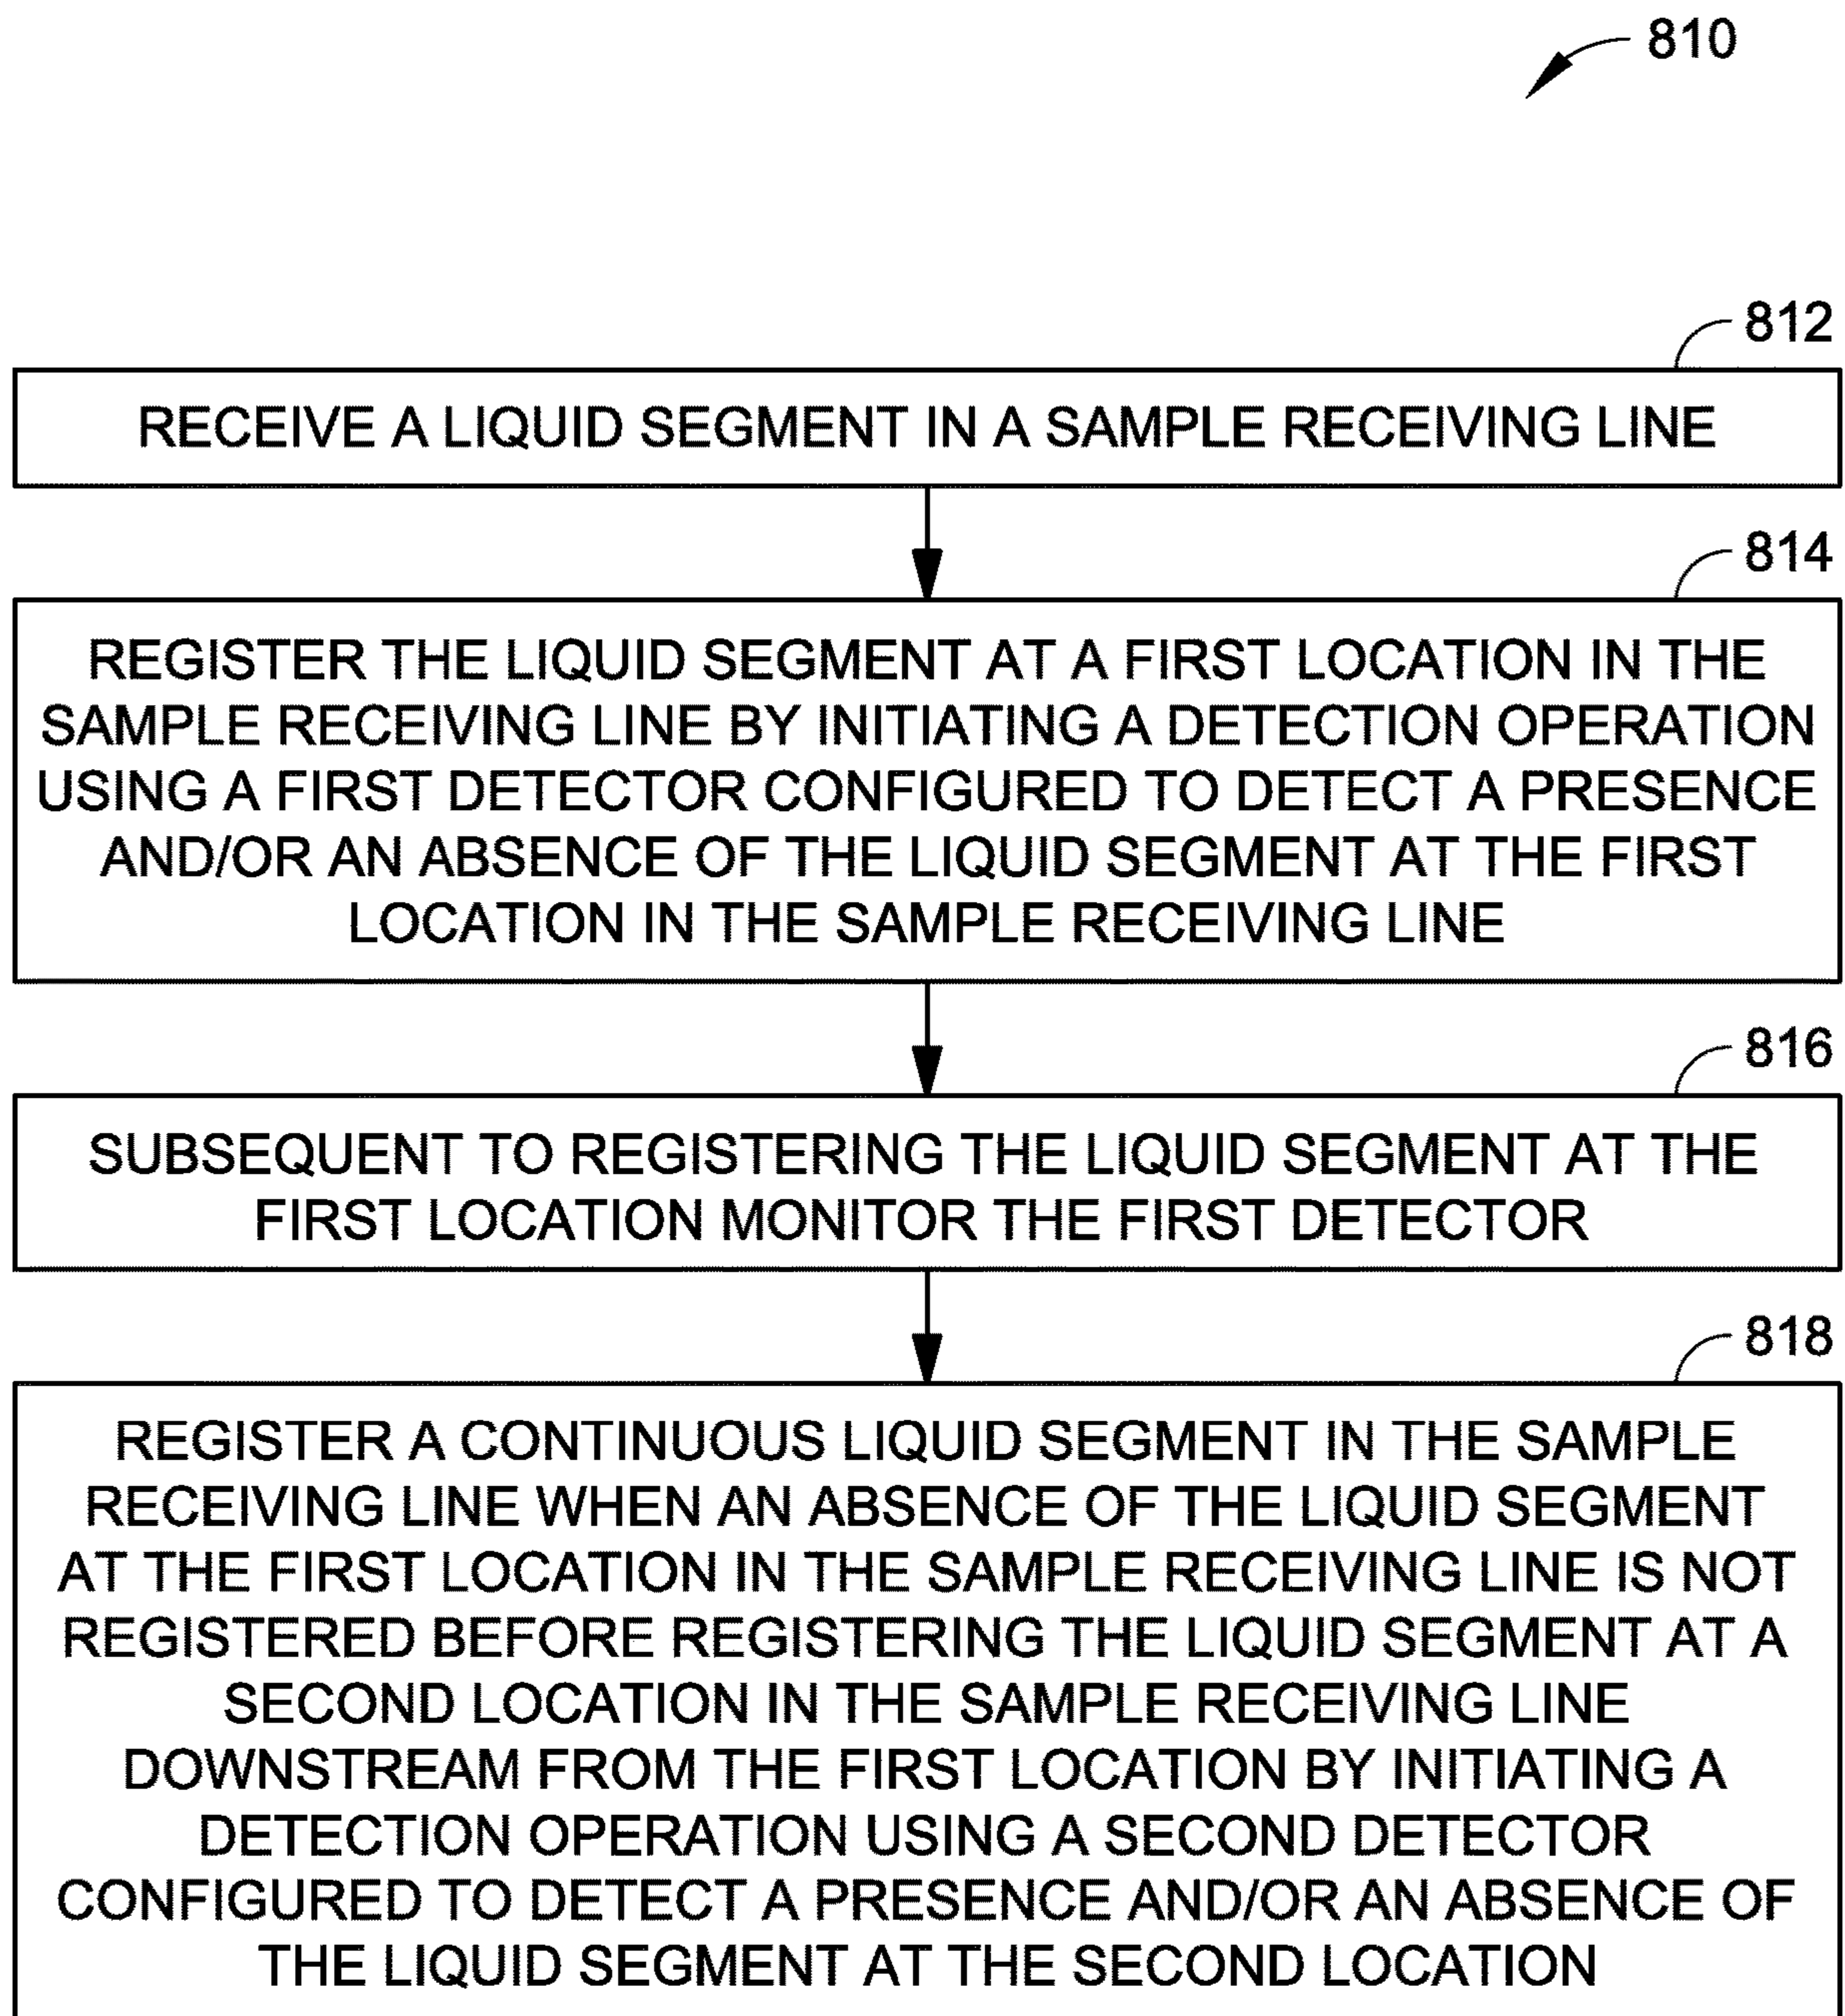 810
812
RECEIVE A LIQUID SEGMENT IN A SAMPLE RECEIVING LINE
814
REGISTER THE LIQUID SEGMENT AT A FIRST LOCATION IN THE
SAMPLE RECEIVING LINE BY INITIATING A DETECTION OPERATION
USING A FIRST DETECTOR CONFIGURED TO DETECT A PRESENCE
AND/OR AN ABSENCE OF THE LIQUID SEGMENT AT THE FIRST
LOCATION IN THE SAMPLE RECEIVING LINE
816
SUBSEQUENT TO REGISTERING THE LIQUID SEGMENT AT THE
FIRST LOCATION MONITOR THE FIRST DETECTOR
818
REGISTER A CONTINUOUS LIQUID SEGMENT IN THE SAMPLE
RECEIVING LINE WHEN AN ABSENCE OF THE LIQUID SEGMENT
AT THE FIRST LOCATION IN THE SAMPLE RECEIVING LINE IS NOT
REGISTERED BEFORE REGISTERING THE LIQUID SEGMENT AT A
SECOND LOCATION IN THE SAMPLE RECEIVING LINE
DOWNSTREAM FROM THE FIRST LOCATION BY INITIATING A
DETECTION OPERATION USING A SECOND DETECTOR
CONFIGURED TO DETECT A PRESENCE AND/OR AN ABSENCE OF
THE LIQUID SEGMENT AT THE SECOND LOCATION